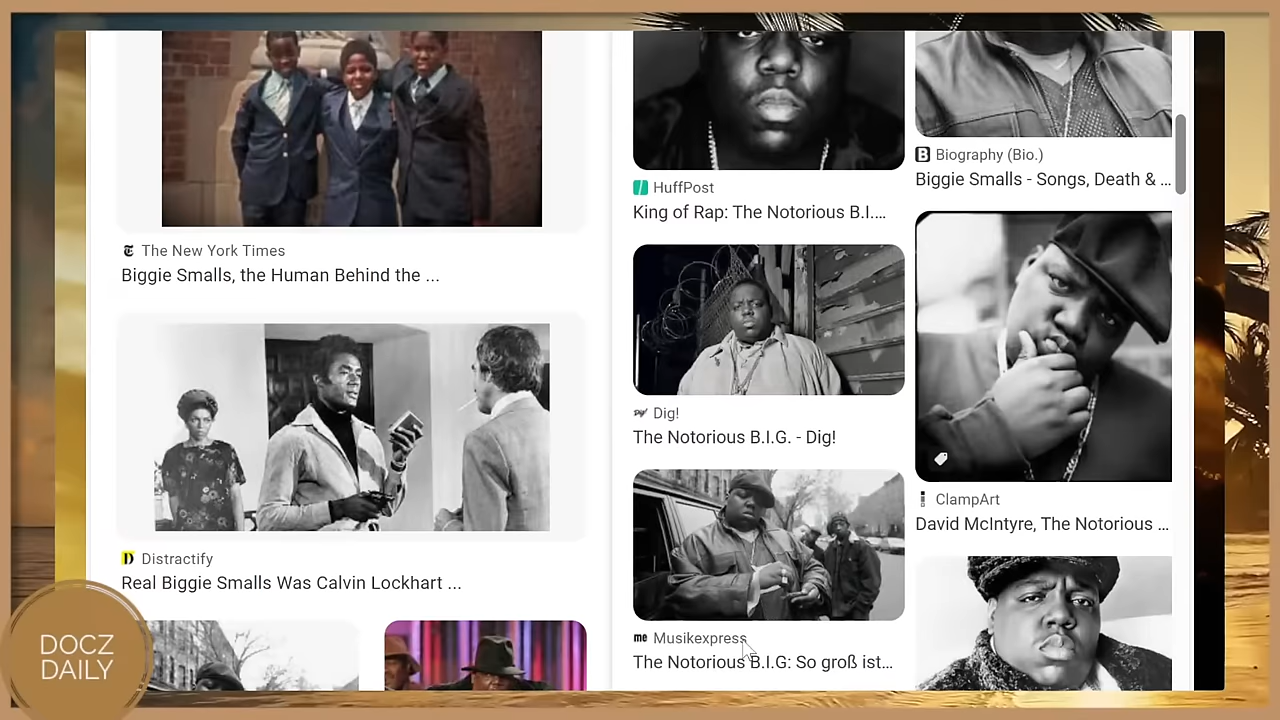 The New York Times
Biggie Smalls, the Human Behind the ...
Distractify
Real Biggie Smalls Was Calvin Lockhart ...
HuffPost
King of Rap: The Notorious B.I....
Dig!
The Notorious B.I.G. - Dig!
me Musikexpress
The Notorious B.I.G: So groß ist...
B Biography (Bio.)
Biggie Smalls - Songs, Death & ...
ClampArt
David McIntyre, The Notorious ...
DOCZ
DAILY